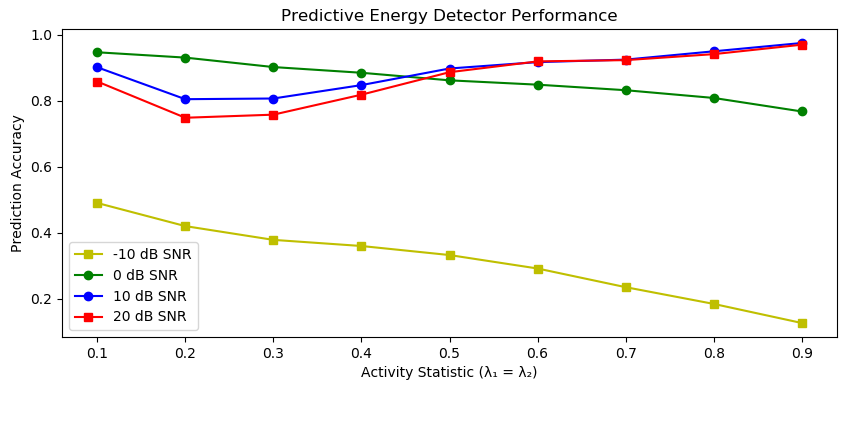 Predictive Energy Detector Performance
Prediction Accuracy
1.0
0.8
0.6
0.4
0.2
-10 dB SNR
0 dB SNR
10 dB SNR
20 dB SNR
0.1 0.2 0.3 0.4 0.5 0.6 0.7 0.8 0.9
Activity Statistic (λ₁ = λ₂)